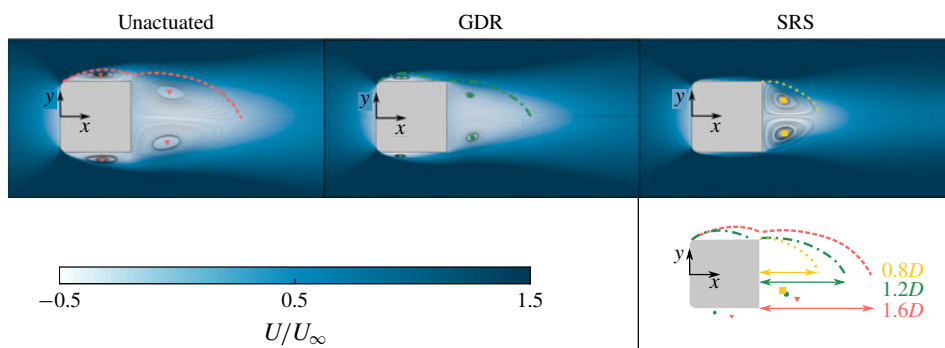 Unactuated
GDR
SRS
y
x
y
x
y
x
y
x
0.8D
1.2D
1.6D
−0.5
0.5
1.5
U/U∞